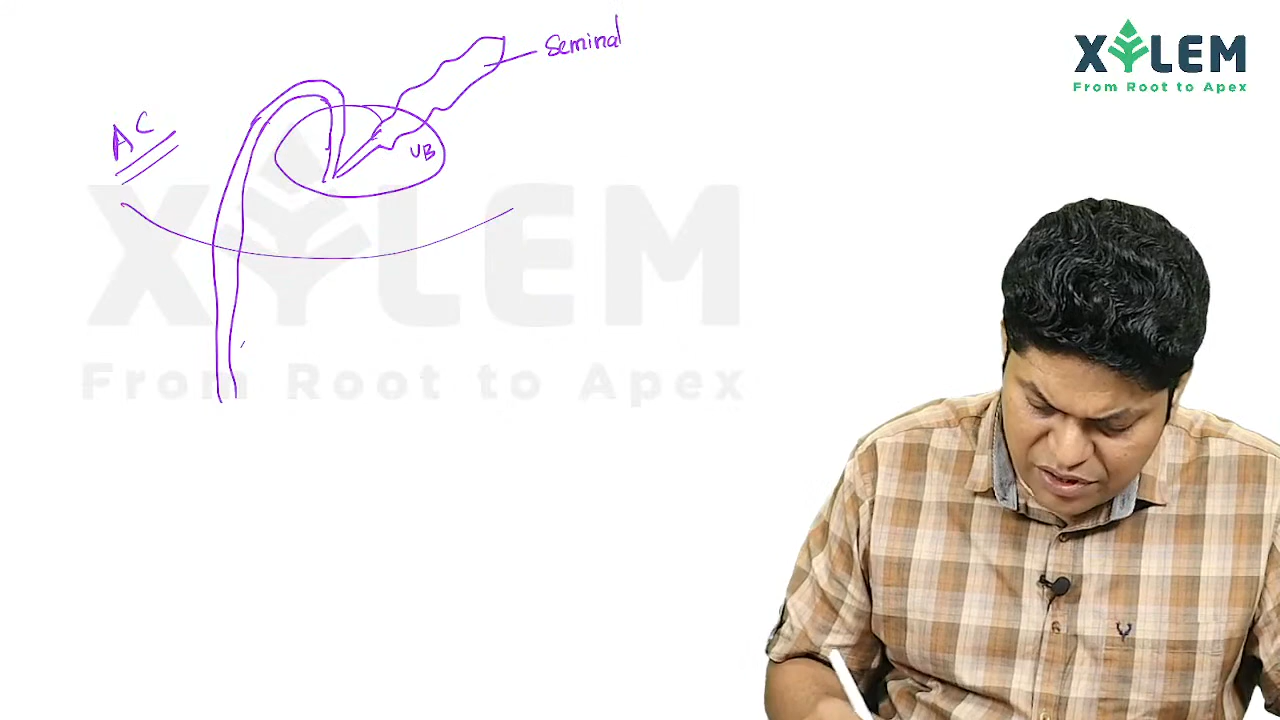 Seminal
AC
UB
XYLEM
From Root to Apex
XYLEM
From Root to Apex